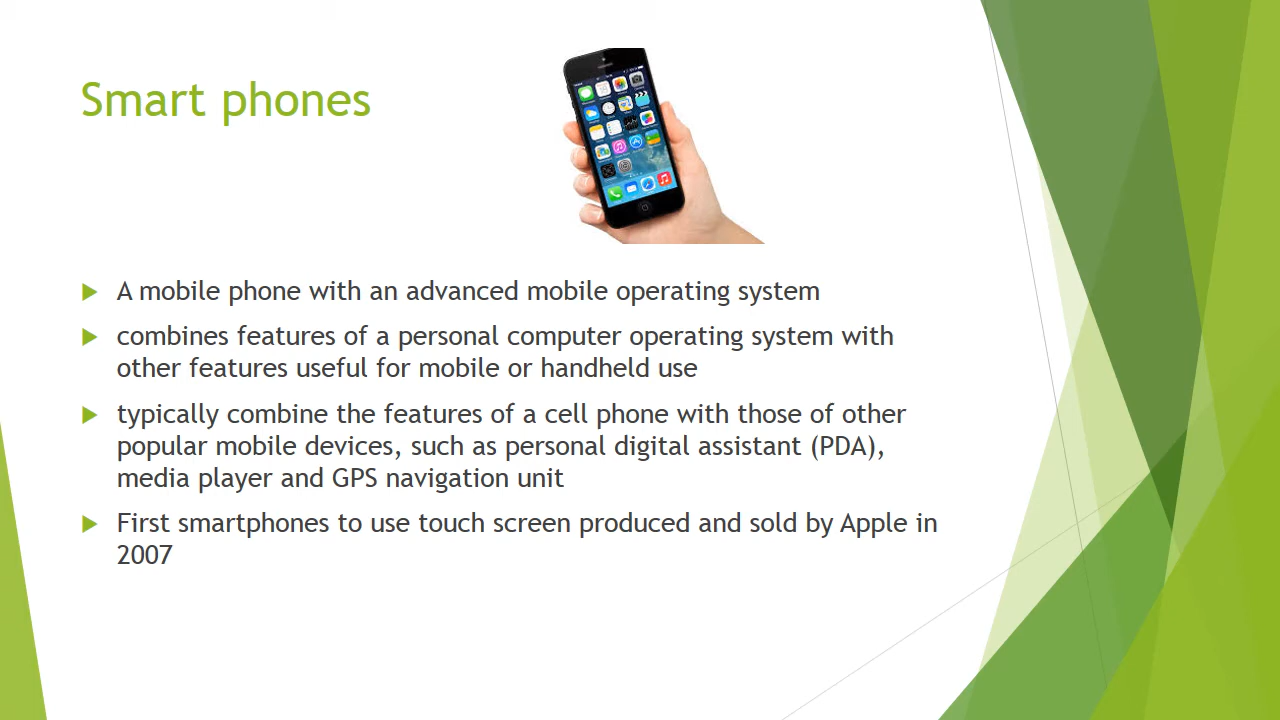 Smart phones
A mobile phone with an advanced mobile operating system
combines features of a personal computer operating system with
other features useful for mobile or handheld use
typically combine the features of a cell phone with those of other
popular mobile devices, such as personal digital assistant (PDA),
media player and GPS navigation unit
First smartphones to use touch screen produced and sold by Apple in
2007